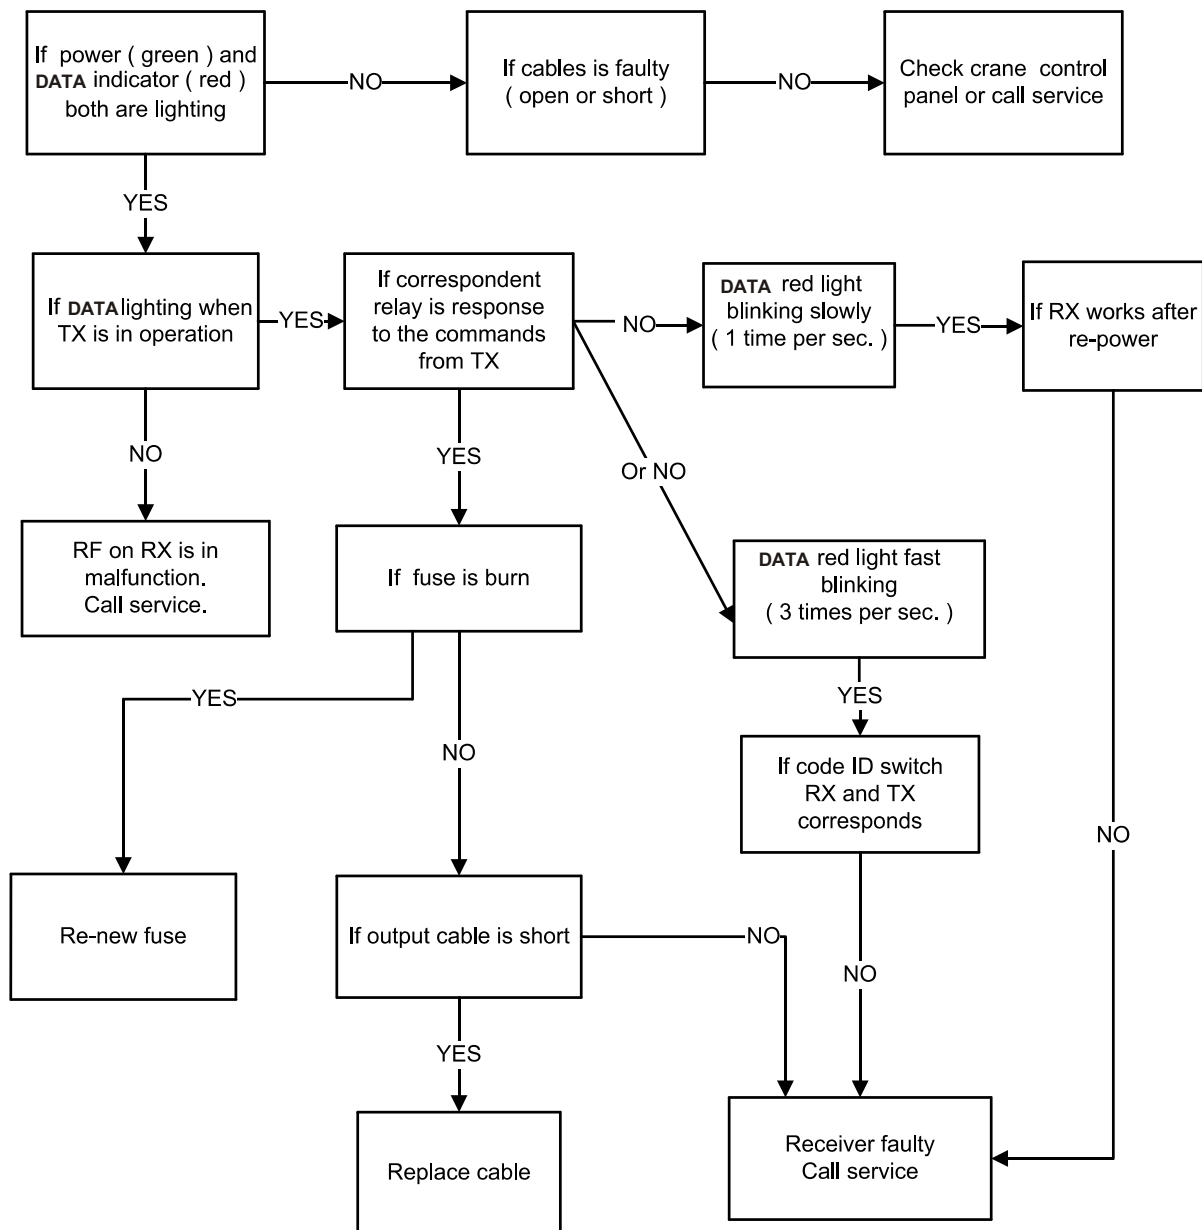 If power ( green ) and
DATA indicator ( red )
both are lighting
NO
If cables is faulty
( open or short )
NO
Check crane control
panel or call service
YES
If DATA lighting when
TX is in operation
YES
If correspondent
relay is response
to the commands
from TX
NO
DATA red light
blinking slowly
( 1 time per sec. )
YES
If RX works after
re-power
NO
YES
Or NO
RF on RX is in
malfunction.
Call service.
If fuse is burn
DATA red light fast
blinking
( 3 times per sec. )
YES
NO
YES
If code ID switch
RX and TX
corresponds
NO
Re-new fuse
If output cable is short
NO
NO
YES
Replace cable
Receiver faulty
Call service